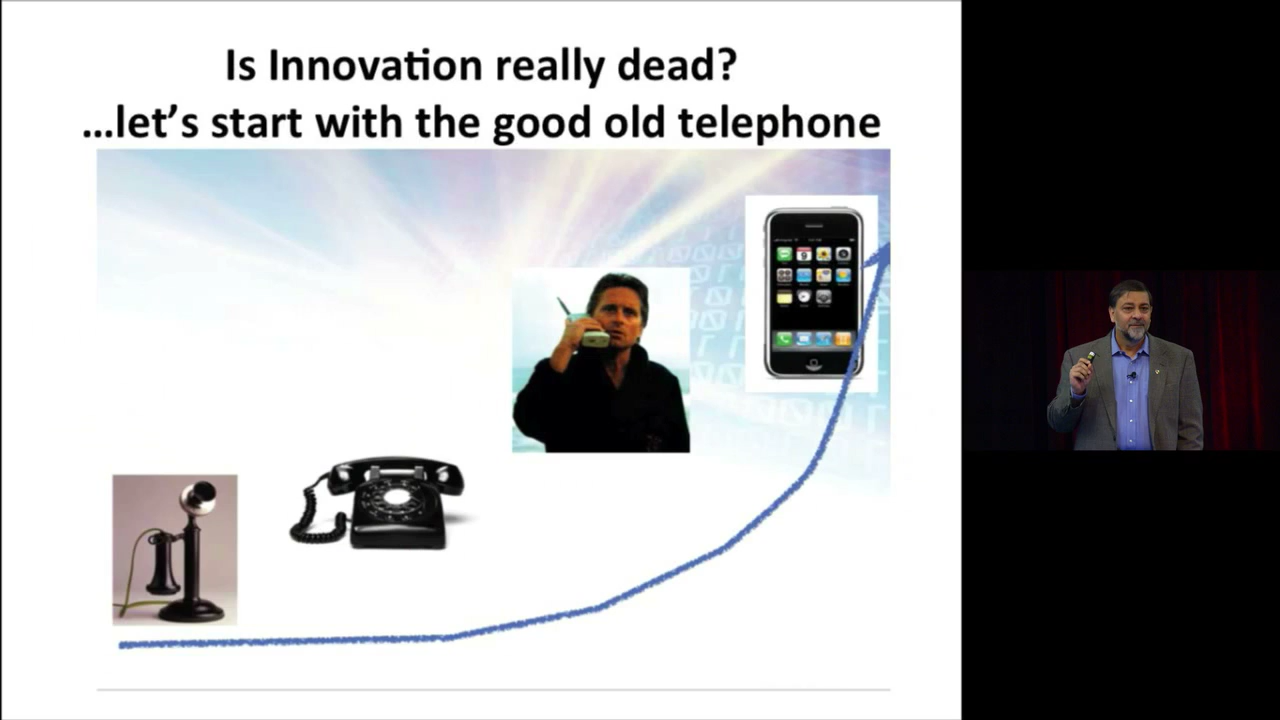 Is Innovation really dead?
…let’s start with the good old telephone